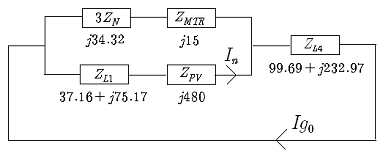 3Z_N Z_MTR
j34.32 j15
I_n
Z_L4
99.69+j232.97
Z_L1 Z_PV
37.16+j75.17 j480
Ig_0